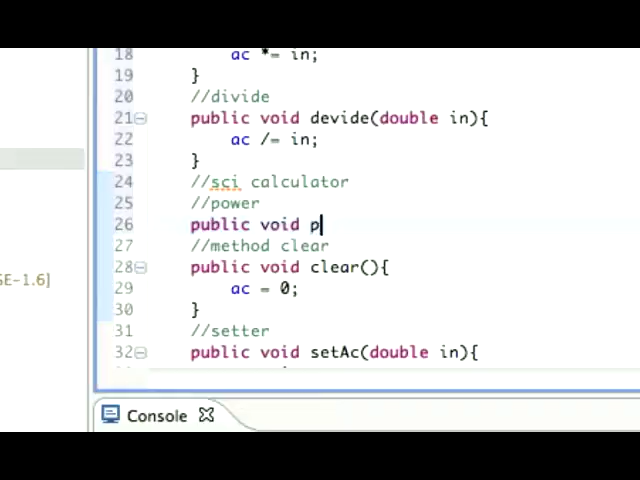 18 ac *= in;
19 }
20 //divide
21 public void devide(double in){
22 ac /= in;
23 }
24 //sci calculator
25 //power
26 public void p
27 //method clear
28 public void clear(){
29 ac = 0;
30 }
31 //setter
32 public void setAc(double in){
SE-1.6]
Console